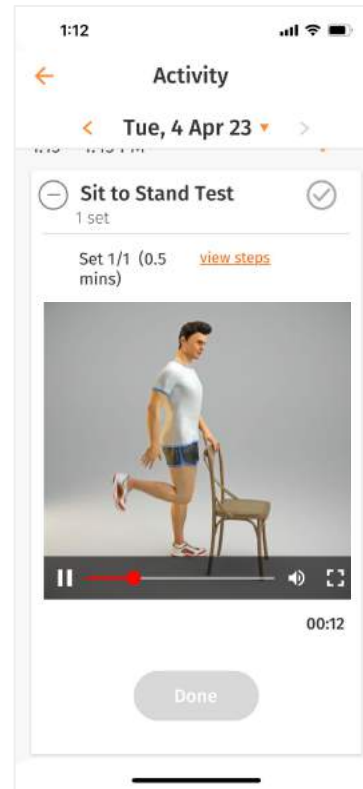 1:12
Activity
Tue, 4 Apr 23
Sit to Stand Test
1 set
Set 1/1 (0.5
mins)
view steps
00:12
Done